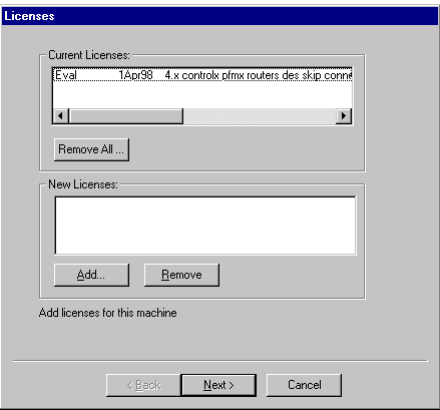 Licenses
Current Licenses:
Eval 1Apr98 4.x controlx pfmx routers des skip conne
Remove All ...
New Licenses:
Add... Remove
Add licenses for this machine
< Back Next > Cancel